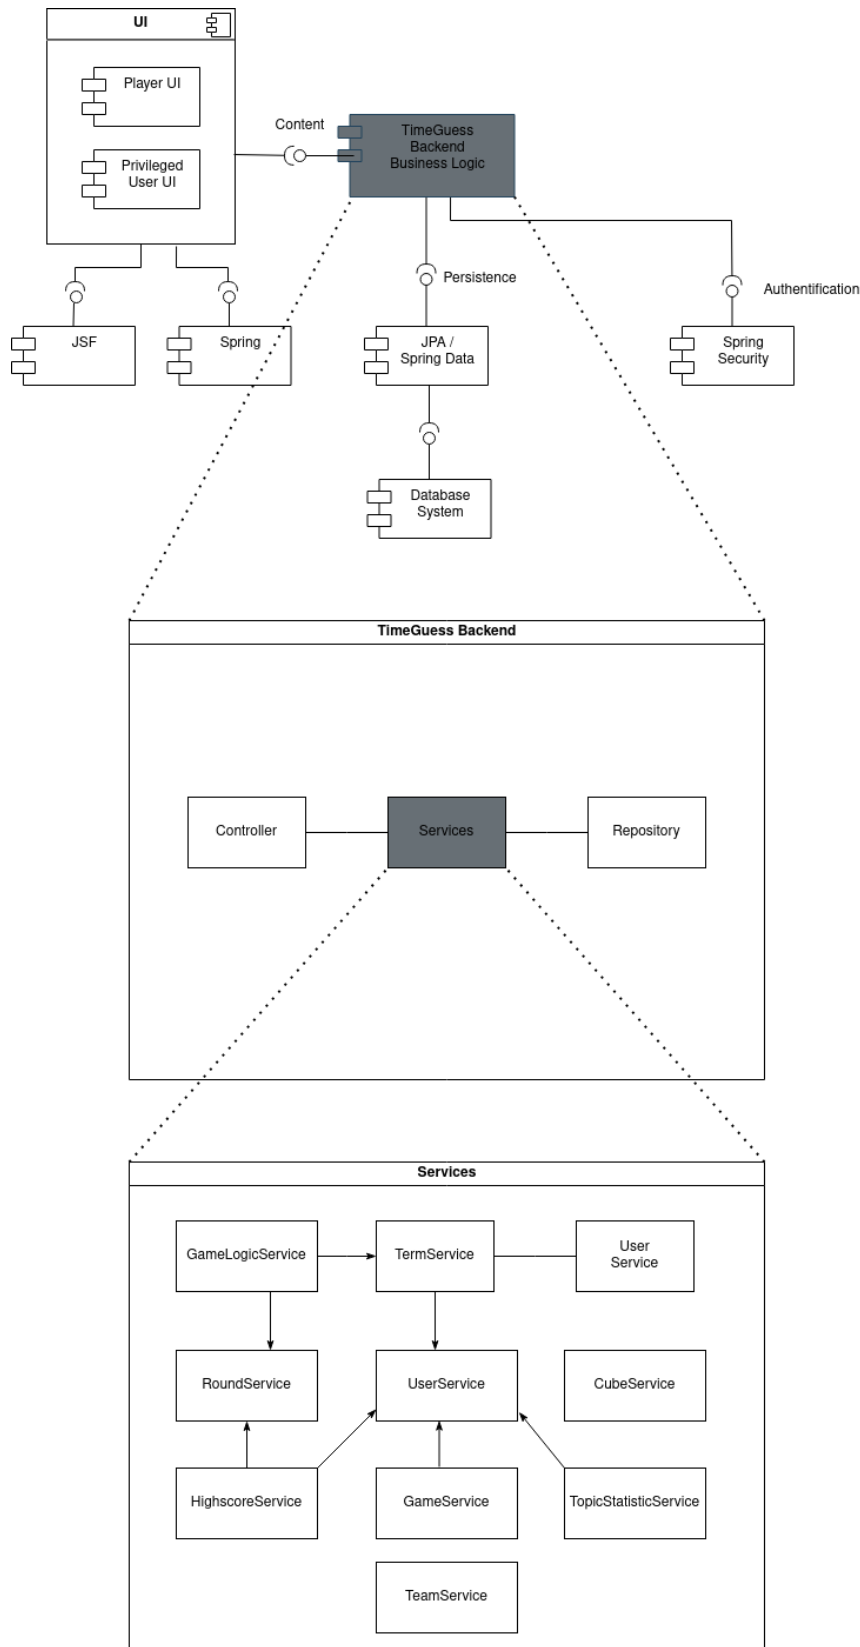 UI
Player UI
Privileged
User UI
Content
TimeGuess
Backend
Business Logic
Persistence
Authentification
JSF
Spring
JPA /
Spring Data
Spring
Security
Database
System
TimeGuess Backend
Controller
Services
Repository
Services
GameLogicService
TermService
User
Service
RoundService
UserService
CubeService
HighscoreService
GameService
TopicStatisticService
TeamService